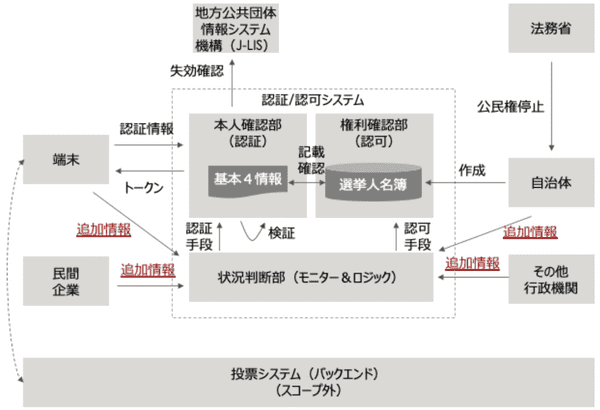 地方公共団体
情報システム
機構（J-LIS）
法務省
失効確認
認証/認可システム
公民権停止
認証情報
本人確認部
（認証）
権利確認部
（認可）
端末
記載
確認
基本４情報
選挙人名簿
作成
自治体
トークン
追加情報
認証
手段
検証
認可
手段
追加情報
民間
企業
追加情報
状況判断部（モニター＆ロジック）
追加情報
その他
行政機関
投票システム（バックエンド）
（スコープ外）